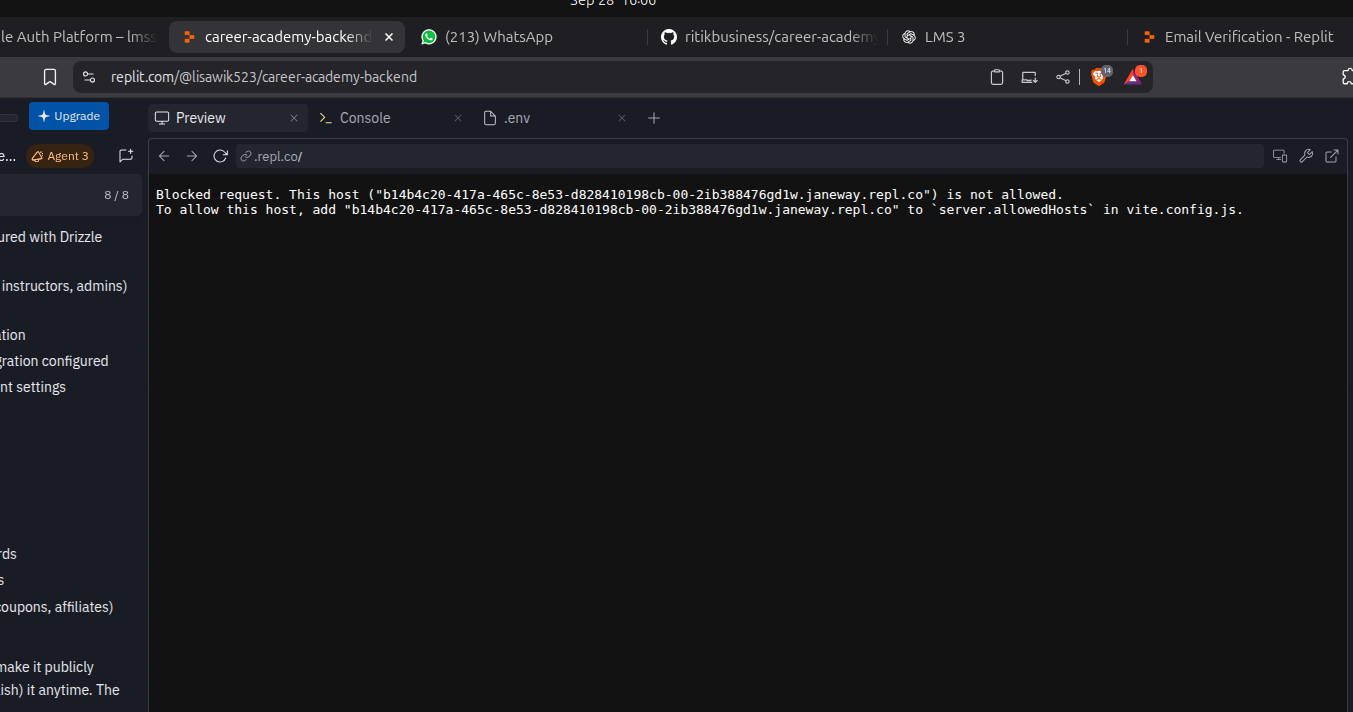 Sep 28 16:00
le Auth Platform – lmss
career-academy-backend
(213) WhatsApp
ritikbusiness/career-academy
LMS 3
Email Verification - Replit
replit.com/@lisawik523/career-academy-backend
14
1
Upgrade
Preview
Console
.env
e...
Agent 3
.repl.co/
8 / 8
Blocked request. This host ("b14b4c20-417a-465c-8e53-d828410198cb-00-2ib388476gd1w.janeway.repl.co") is not allowed.
To allow this host, add "b14b4c20-417a-465c-8e53-d828410198cb-00-2ib388476gd1w.janeway.repl.co" to `server.allowedHosts` in vite.config.js.
ured with Drizzle
instructors, admins)
ation
gration configured
nt settings
rds
s
coupons, affiliates)
make it publicly
ish) it anytime. The